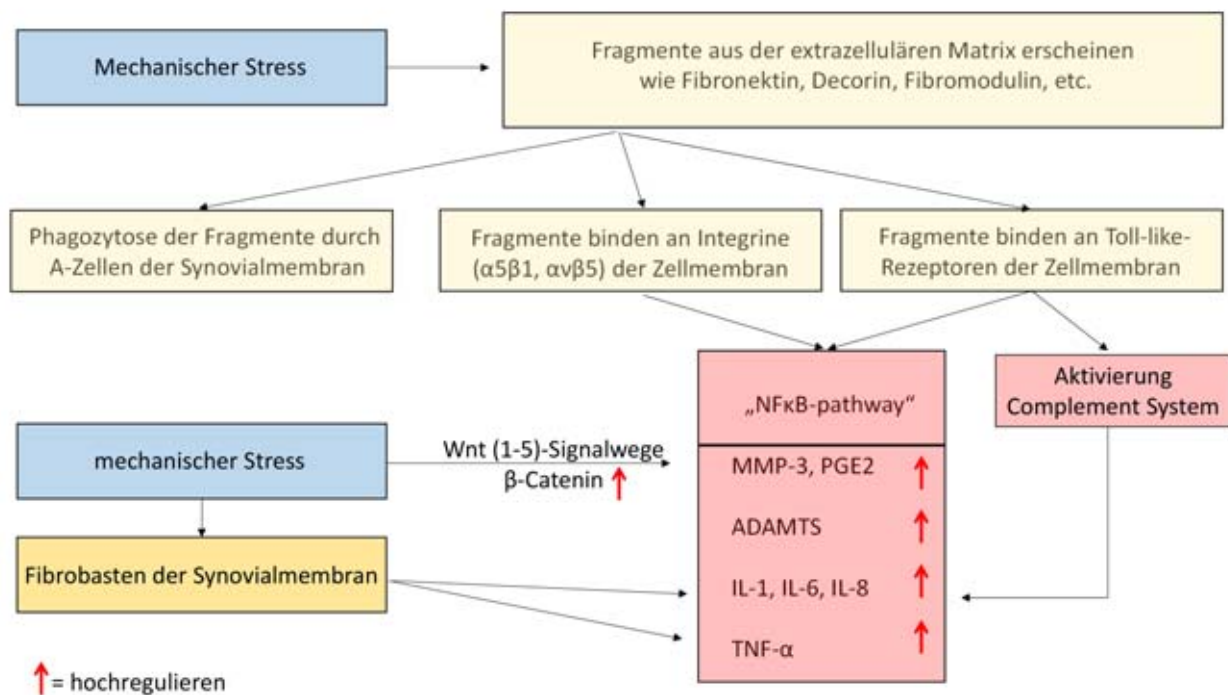 Mechanischer Stress
Fragmente aus der extrazellulären Matrix erscheinen
wie Fibronektin, Decorin, Fibromodulin, etc.
Phagozytose der Fragmente durch
A-Zellen der Synovialmembran
Fragmente binden an Integrine
(α5β1, ανβ5) der Zellmembran
Fragmente binden an Toll-like-
Rezeptoren der Zellmembran
„NFκB-pathway“
Aktivierung
Complement System
mechanischer Stress
Wnt (1-5)-Signalwege
β-Catenin ↑
MMP-3, PGE2 ↑
ADAMTS ↑
IL-1, IL-6, IL-8 ↑
TNF-α ↑
Fibrobasten der Synovialmembran
↑ = hochregulieren